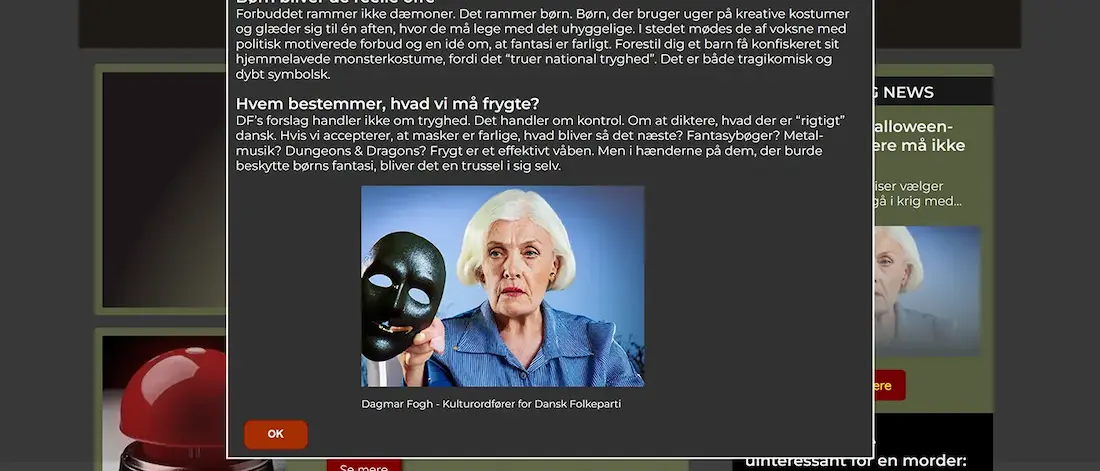 Børn bliver de reelle ofre
Forbuddet rammer ikke dæmoner. Det rammer børn. Børn, der bruger uger på kreative kostumer
og glæder sig til én aften, hvor de må lege med det uhyggelige. I stedet mødes de af voksne med
politisk motiverede forbud og en idé om, at fantasi er farligt. Forestil dig et barn få konfiskeret sit
hjemmelavede monsterkostume, fordi det “truer national tryghed”. Det er både tragikomisk og
dybt symbolsk.
Hvem bestemmer, hvad vi må frygte?
DF’s forslag handler ikke om tryghed. Det handler om kontrol. Om at diktere, hvad der er “rigtigt”
dansk. Hvis vi accepterer, at masker er farlige, hvad bliver så det næste? Fantasybøger? Metal-
musik? Dungeons & Dragons? Frygt er et effektivt våben. Men i hænderne på dem, der burde
beskytte børns fantasi, bliver det en trussel i sig selv.
Dagmar Fogh - Kulturordfører for Dansk Folkeparti
OK
Se mere
G NEWS
alloween-
ere må ikke
iser vælger
gå i krig med...
ere
e
uinteressant for en morder: